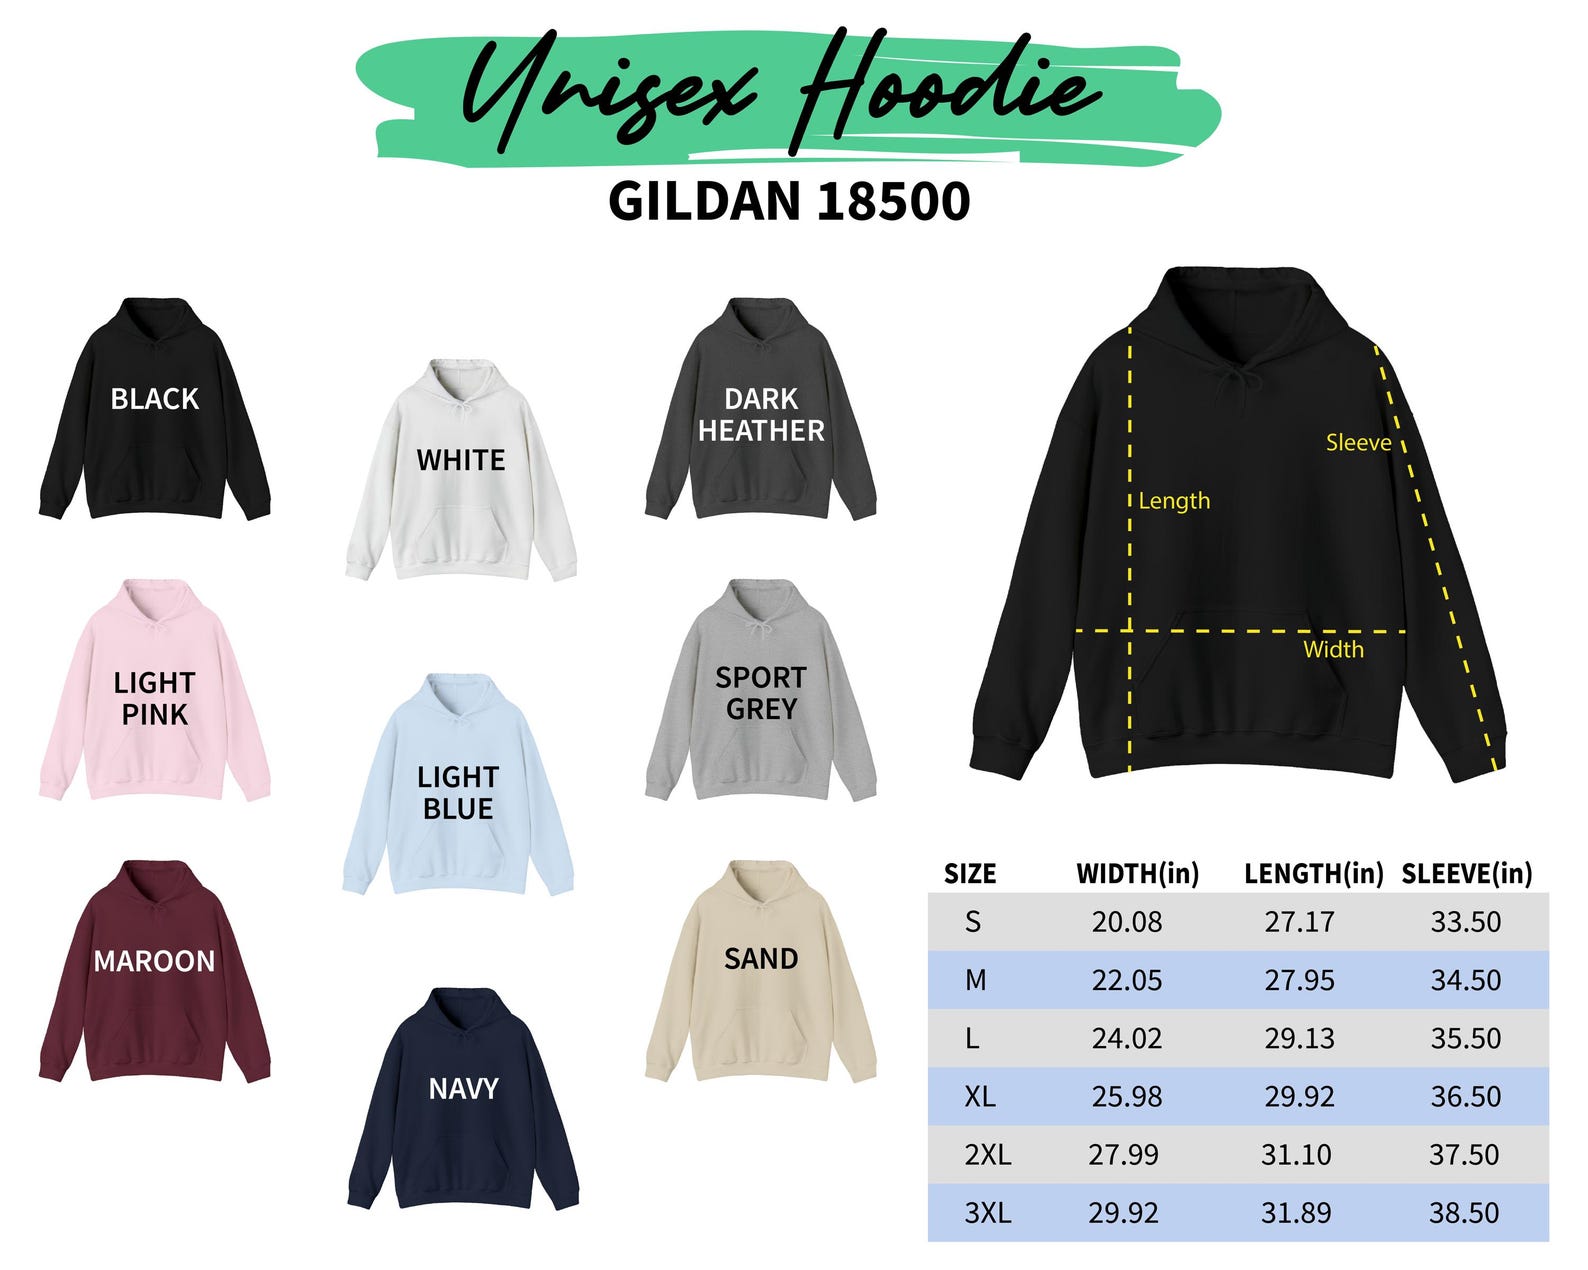 Unisex Hoodie
GILDAN 18500
BLACK
WHITE
DARK
HEATHER
LIGHT
PINK
LIGHT
BLUE
SPORT
GREY
MAROON
NAVY
SAND
Sleeve
Length
Width
SIZE WIDTH(in) LENGTH(in) SLEEVE(in)
S 20.08 27.17 33.50
M 22.05 27.95 34.50
L 24.02 29.13 35.50
XL 25.98 29.92 36.50
2XL 27.99 31.10 37.50
3XL 29.92 31.89 38.50